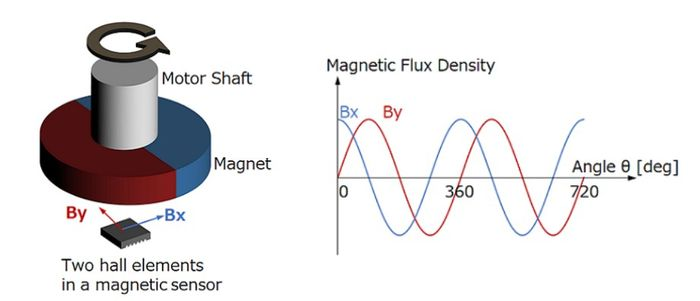 Motor Shaft
Magnet
By
Bx
Two hall elements
in a magnetic sensor
Magnetic Flux Density
Bx
By
Angle θ [deg]
0
360
720